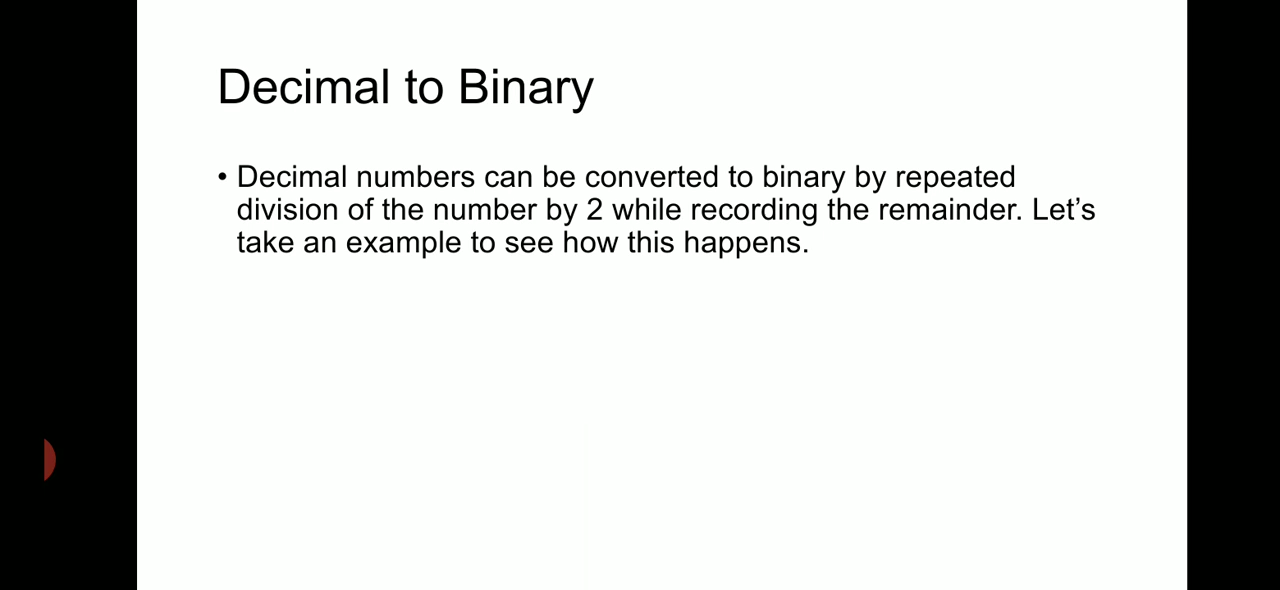 Decimal to Binary
• Decimal numbers can be converted to binary by repeated
division of the number by 2 while recording the remainder. Let’s
take an example to see how this happens.